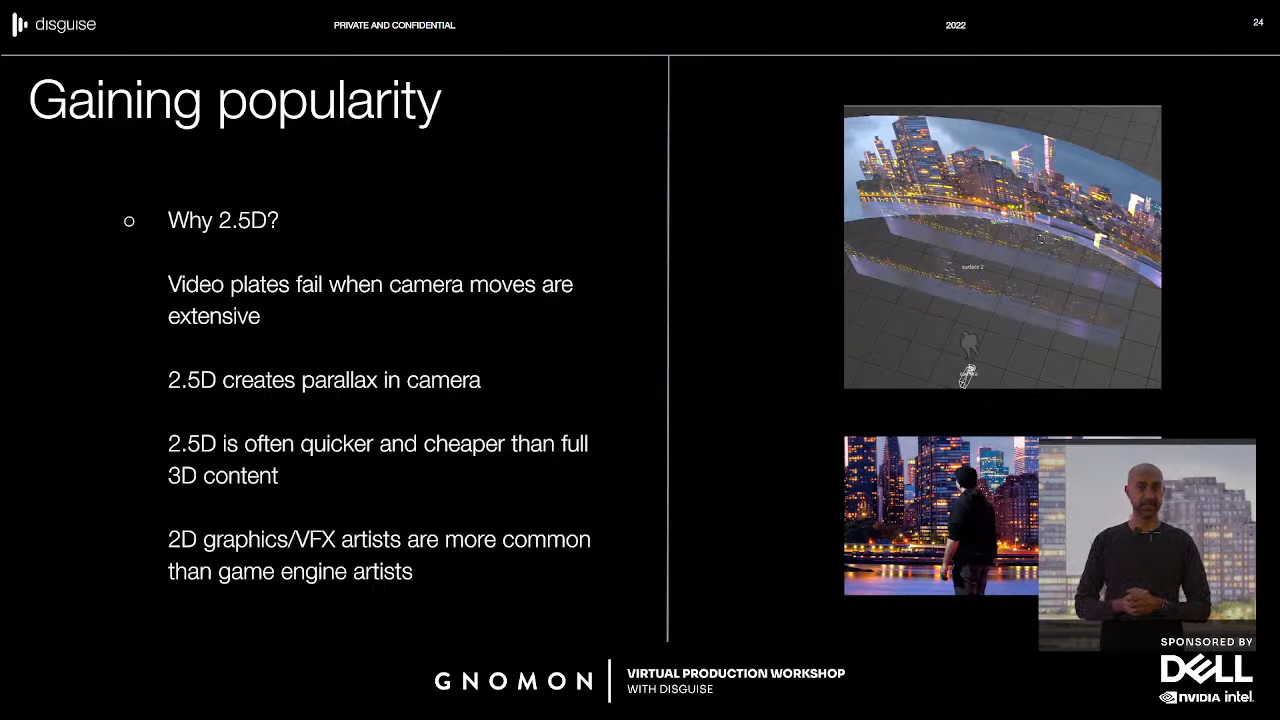 disguise
PRIVATE AND CONFIDENTIAL
2022
24
Gaining popularity
Why 2.5D?
Video plates fail when camera moves are
extensive
2.5D creates parallax in camera
2.5D is often quicker and cheaper than full
3D content
2D graphics/VFX artists are more common
than game engine artists
surface 2
GNOMON
VIRTUAL PRODUCTION WORKSHOP
WITH DISGUISE
SPONSORED BY
DELL
NVIDIA
intel